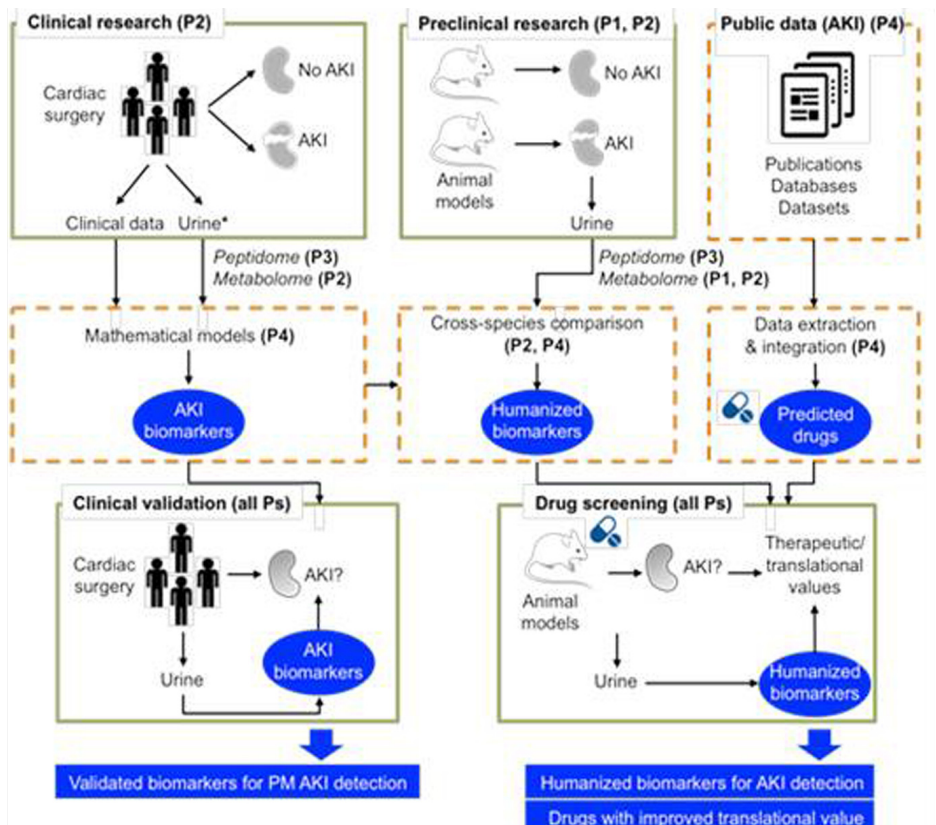 Clinical research (P2)
Cardiac
surgery
No AKI
AKI
Clinical data
Urine*
Peptidome (P3)
Metabolome (P2)
Preclinical research (P1, P2)
No AKI
AKI
Animal
models
Urine
Peptidome (P3)
Metabolome (P1, P2)
Public data (AKI) (P4)
Publications
Databases
Datasets
Mathematical models (P4)
AKI
biomarkers
Cross-species comparison
(P2, P4)
Humanized
biomarkers
Data extraction
& integration (P4)
Predicted
drugs
Clinical validation (all Ps)
Cardiac
surgery
AKI?
Urine
AKI
biomarkers
Drug screening (all Ps)
Animal
models
AKI?
Therapeutic/
translational
values
Urine
Humanized
biomarkers
Validated biomarkers for PM AKI detection
Humanized biomarkers for AKI detection
Drugs with improved translational value